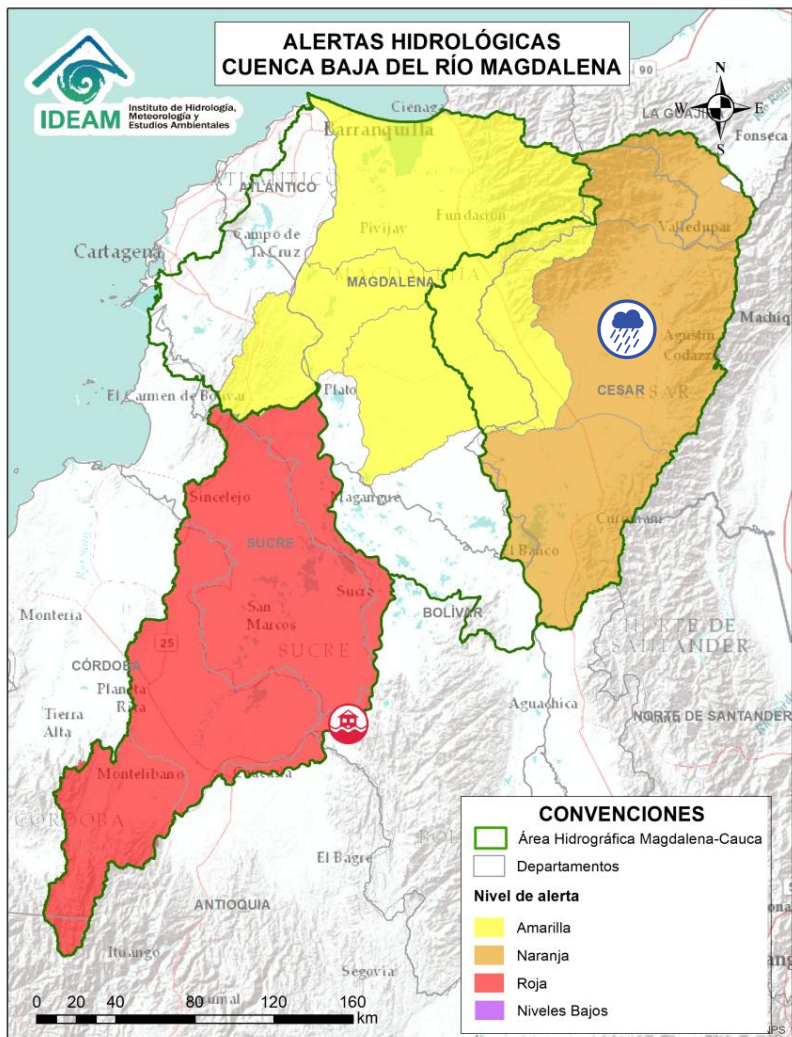 ALERTAS HIDROLÓGICAS
CUENCA BAJA DEL RÍO MAGDALENA
IDEAM
Instituto de Hidrología,
Meteorología y
Estudios Ambientales
N
W E
S
90
LA GUAJIRA
Fonseca
Ciénaga
Barranquilla
ATLÁNTICO
Campo de
La Cruz
Pivijay
Fundación
Valledupar
Cartagena
MAGDALENA
MAGDALENA
Machiq
Agustín
Codazzi
CESAR
CESAR
El Carmen de Bolívar
Plato
Sincelejo
Magangué
SUCRE
El Banco
Sucre
San
Marcos
SUCRE
BOLÍVAR
Montería
25
CÓRDOBA
Planeta
Rica
Tierra
Alta
NORTE DE
SANTANDER
Aguachica
NORTE DE SANTANDER
Montelíbano
CÓRDOBA
El Bagre
ANTIOQUIA
Ituango
Segovia
CONVENCIONES
Área Hidrográfica Magdalena-Cauca
Departamentos
Nivel de alerta
Amarilla
Naranja
Roja
Niveles Bajos
0 20 40 80 120 160
km